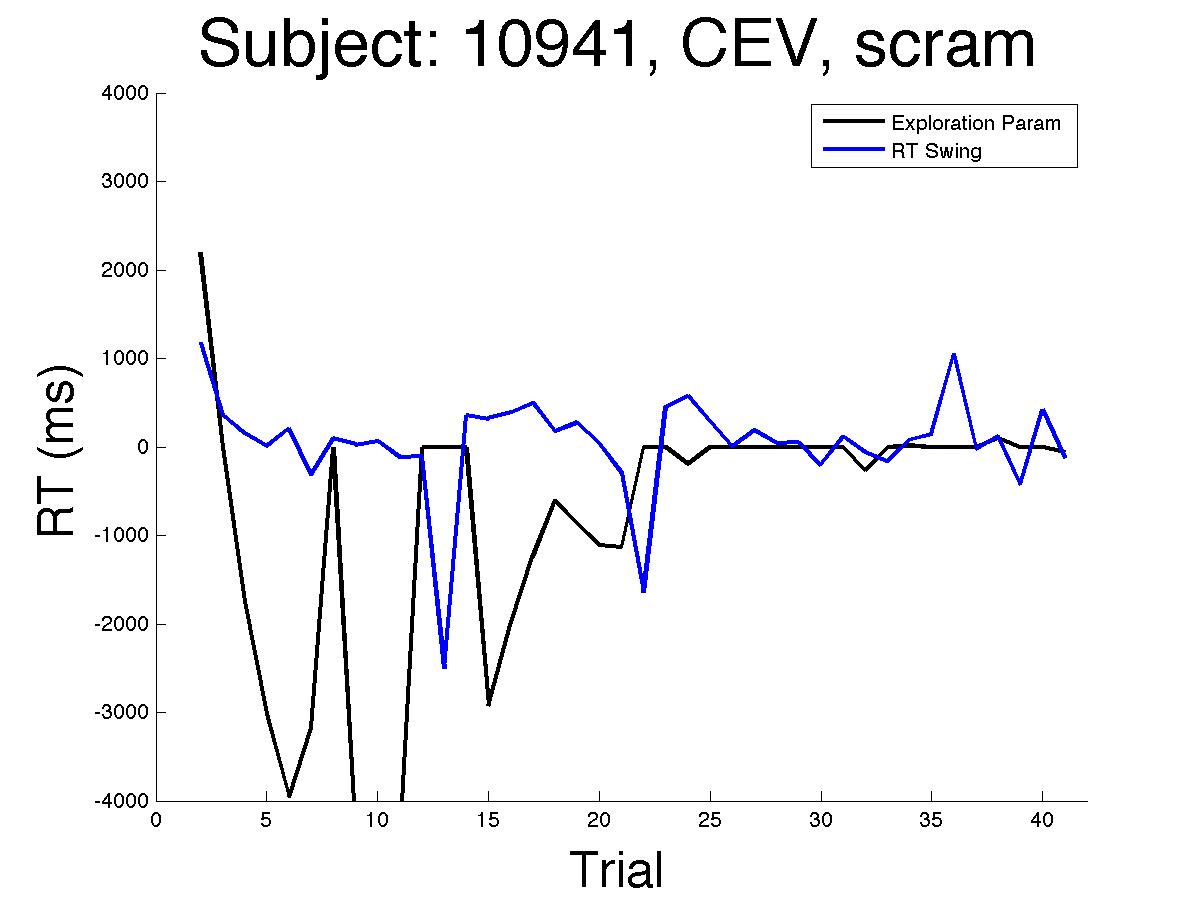 Subject: 10941, CEV, scram
4000
3000
2000
1000
0
-1000
-2000
-3000
-4000
RT (ms)
Exploration Param
RT Swing
0 5 10 15 20 25 30 35 40
Trial